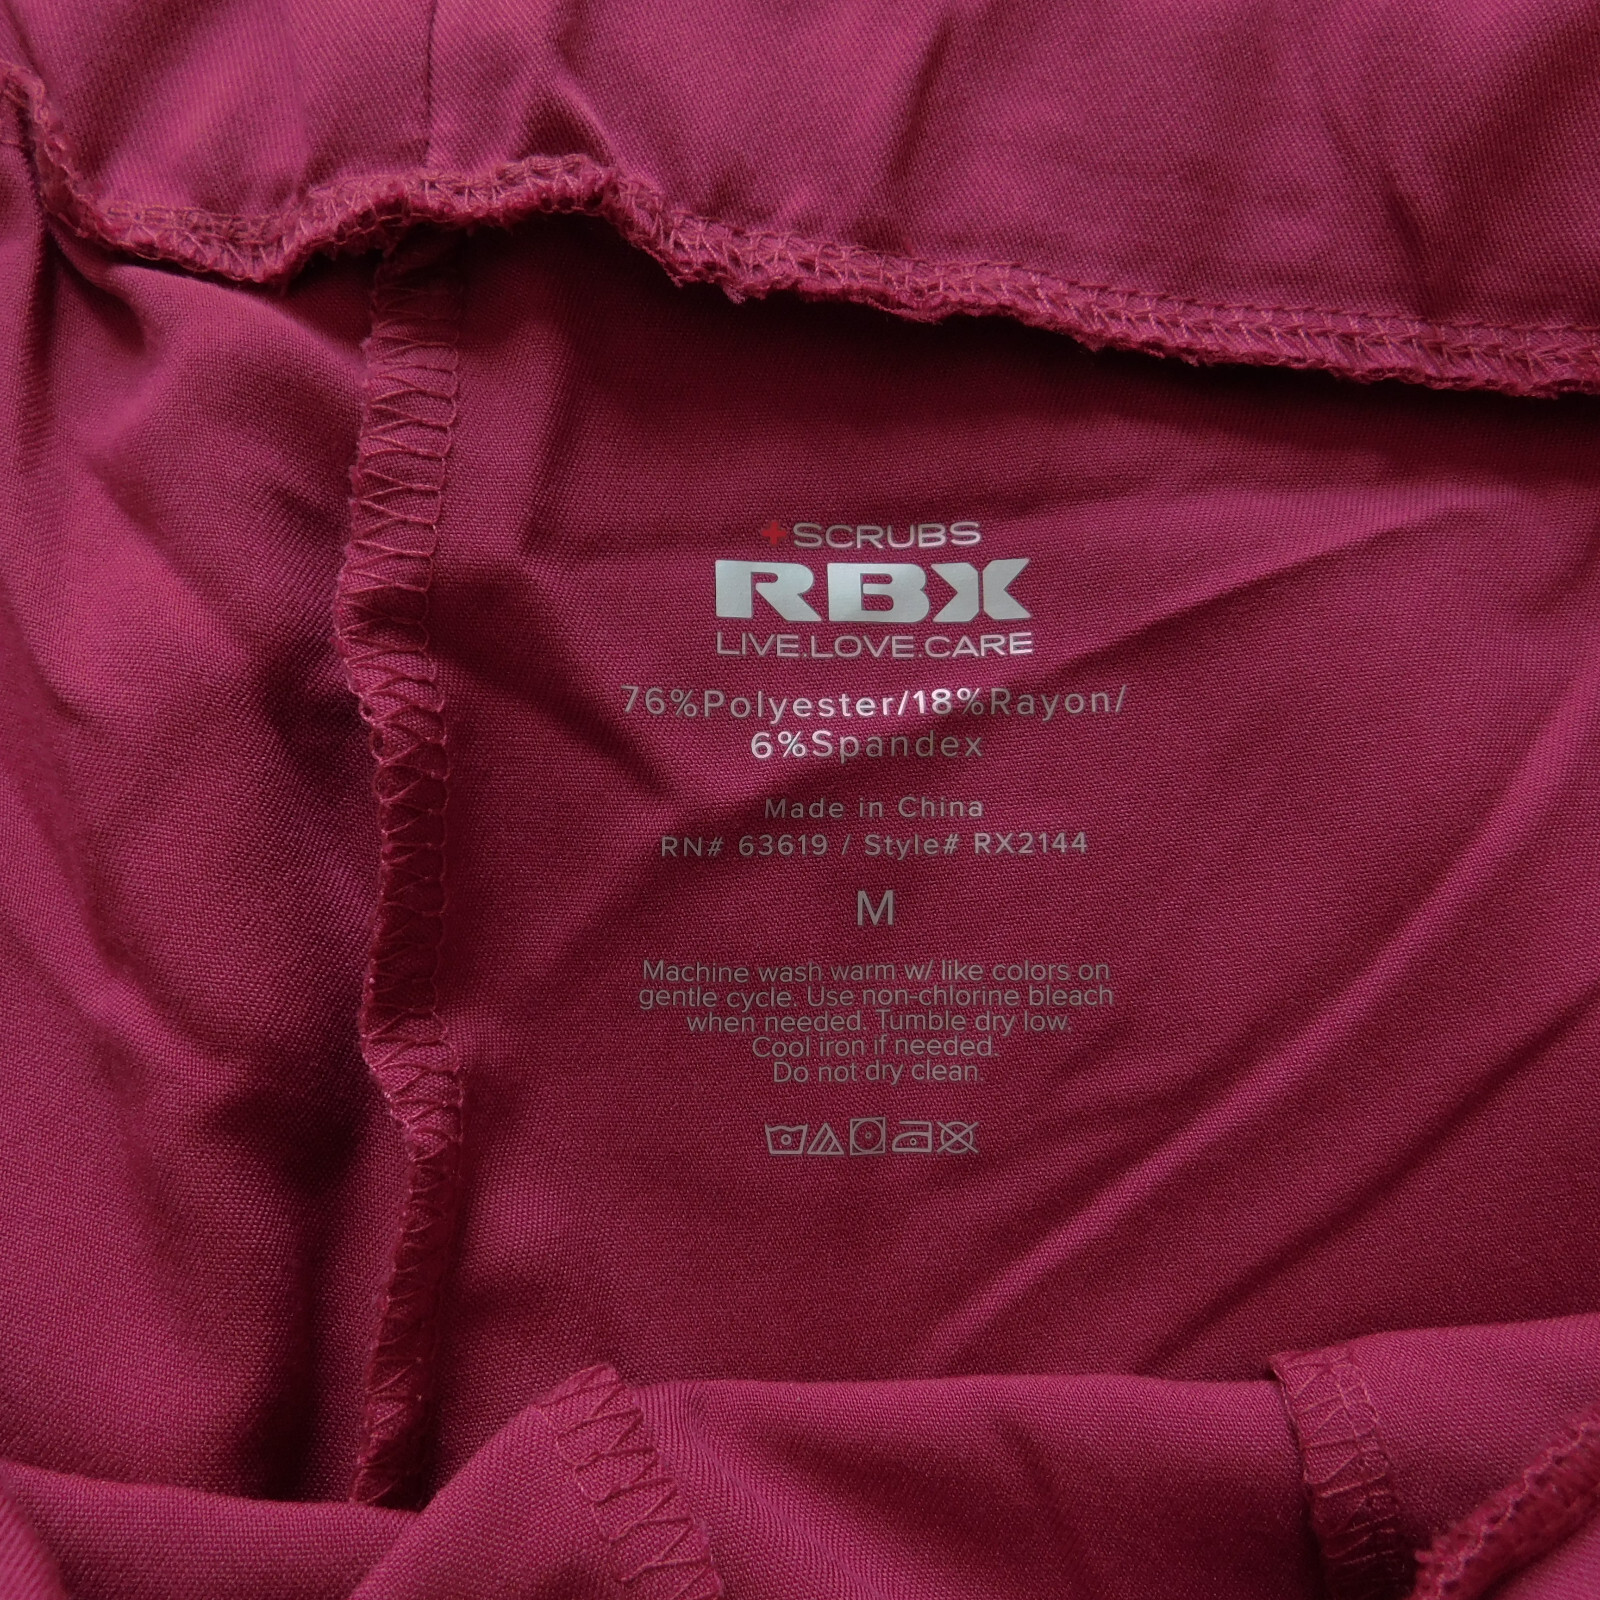 +SCRUBS
RBX
LIVE.LOVE.CARE
76%Polyester/18%Rayon/
6%Spandex
Made in China
RN# 63619 / Style# RX2144
M
Machine wash warm w/ like colors on
gentle cycle. Use non-chlorine bleach
when needed. Tumble dry low.
Cool iron if needed.
Do not dry clean.